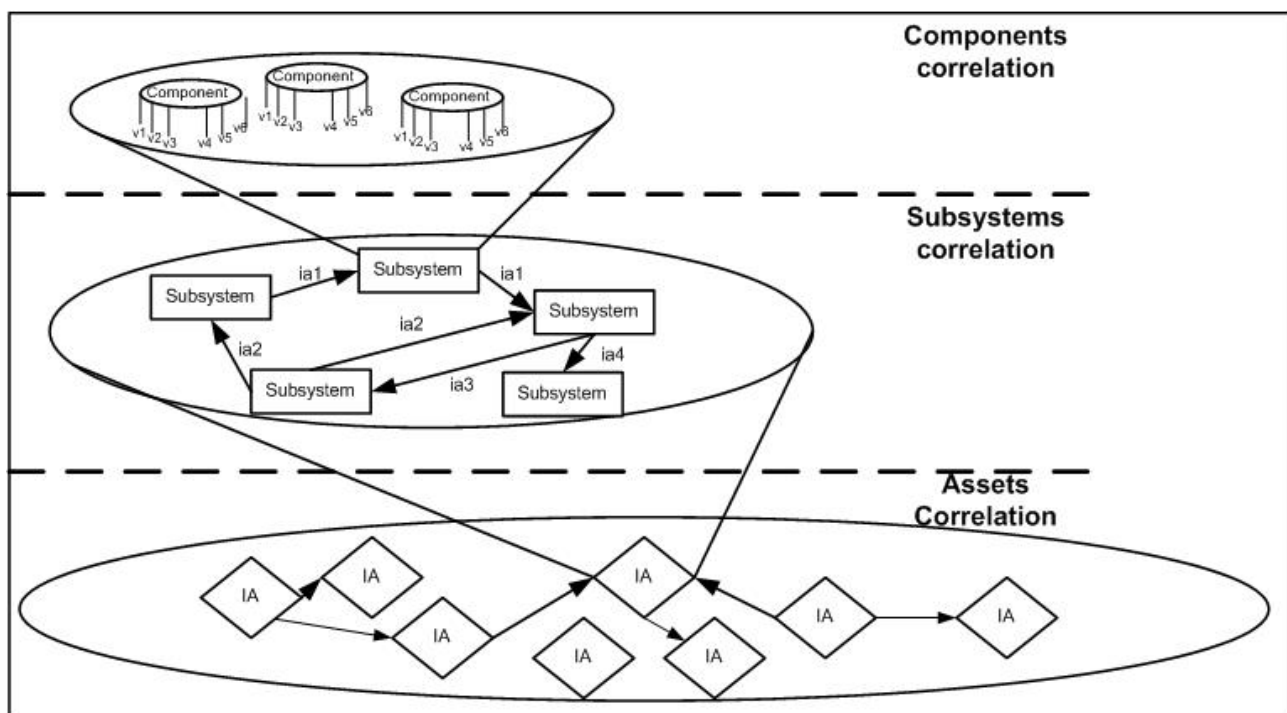 Components
correlation
Component
Component
Component
v1
v2
v3
v4
v5
v6
v1
v2
v3
v4
v5
v6
v1
v2
v3
v4
v5
v6
Subsystems
correlation
Subsystem
ia1
ia1
Subsystem
Subsystem
ia2
ia2
ia4
ia3
Subsystem
Subsystem
Assets
Correlation
IA
IA
IA
IA
IA
IA
IA
IA